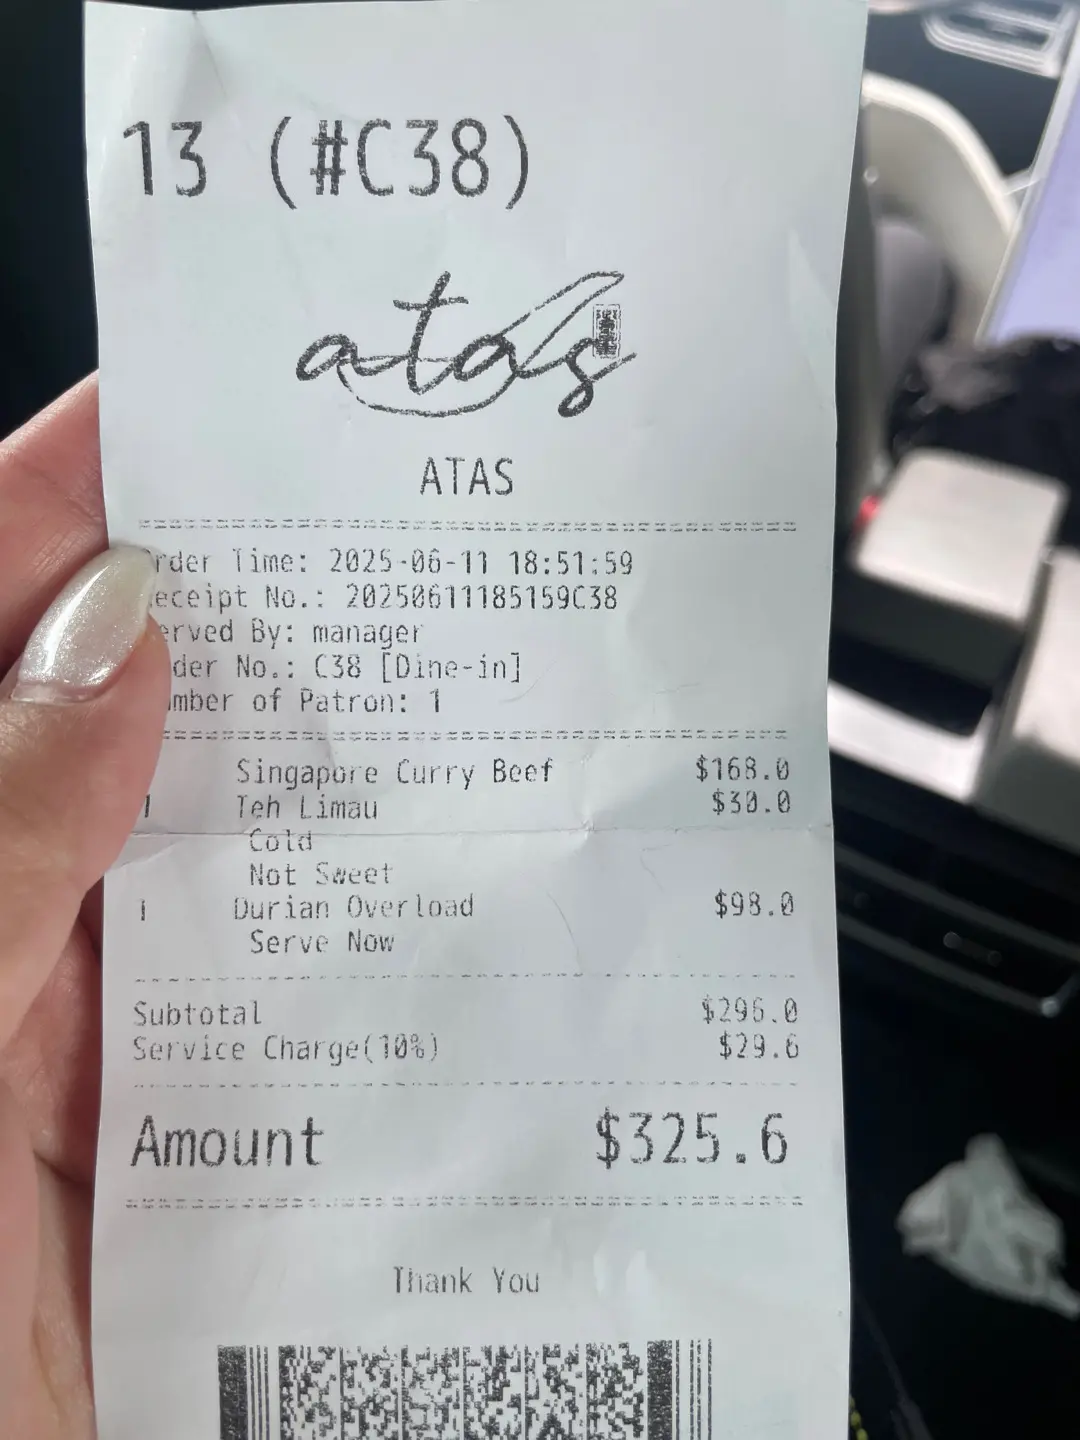 13 (#C38)
atas
ATAS
rder Time: 2025-06-11 18:51:59
eceipt No.: 20250611185159C38
erved By: manager
der No.: C38 [Dine-in]
mber of Patron: 1
Singapore Curry Beef $168.0
1 Teh Limau $30.0
Cold
Not Sweet
1 Durian Overload $98.0
Serve Now
Subtotal $296.0
Service Charge(10%) $29.6
Amount $325.6
Thank You